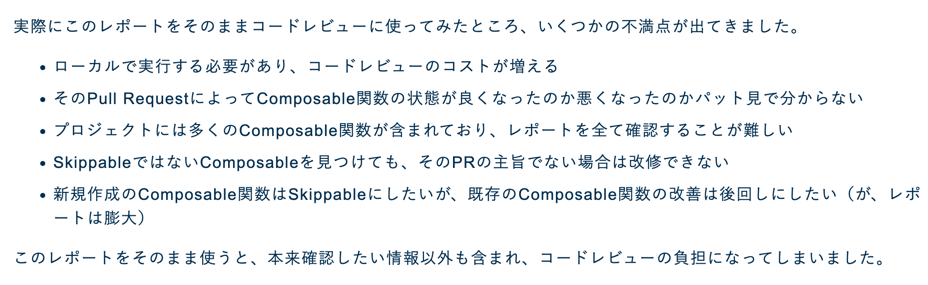 実際にこのレポートをそのままコードレビューに使ってみたところ、いくつかの不満点が出てきました。
• ローカルで実行する必要があり、コードレビューのコストが増える
• そのPull RequestによってComposable関数の状態が良くなったのか悪くなったのかパット見で分からない
• プロジェクトには多くのComposable関数が含まれており、レポートを全て確認することが難しい
• SkippableではないComposableを見つけても、そのPRの主旨でない場合は改修できない
• 新規作成のComposable関数はSkippableにしたいが、既存のComposable関数の改善は後回しにしたい（が、レポ
ートは膨大）
このレポートをそのまま使うと、本来確認したい情報以外も含まれ、コードレビューの負担になってしまいました。